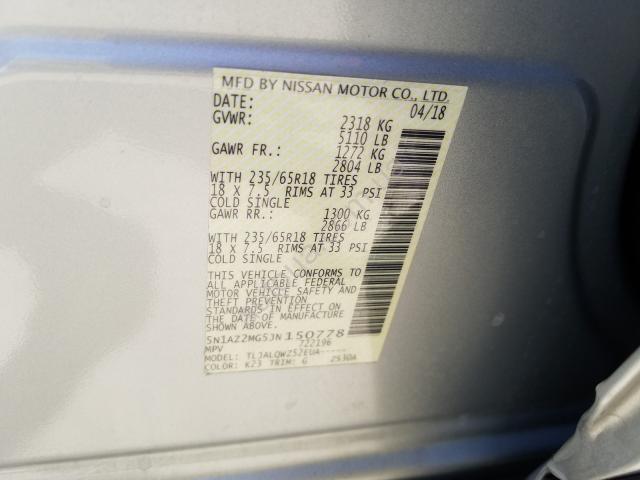 MFD BY NISSAN MOTOR CO., LTD.
DATE: 04/18
GVWR: 2318 KG
5110 LB
GAWR FR.: 1272 KG
2804 LB
WITH 235/65R18 TIRES
18 X 7.5 RIMS AT 33 PSI
COLD SINGLE
GAWR RR.: 1300 KG
2866 LB
WITH 235/65R18 TIRES
18 X 7.5 RIMS AT 33 PSI
COLD SINGLE
THIS VEHICLE CONFORMS TO
ALL APPLICABLE FEDERAL
MOTOR VEHICLE SAFETY AND
THEFT PREVENTION
STANDARDS IN EFFECT ON
THE DATE OF MANUFACTURE
SHOWN ABOVE.
5N1AZ2MG5JN150778
MPV 722196
MODEL: TLJALQWZ52EUA-----
COLOR: K23 TRIM: G 2530A